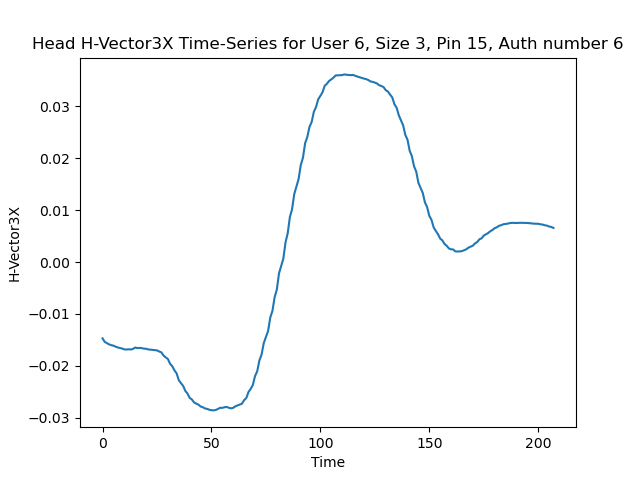 Head H-Vector3X Time-Series for User 6, Size 3, Pin 15, Auth number 6
0.03
0.02
0.01
0.00
−0.01
−0.02
−0.03
H-Vector3X
0 50 100 150 200
Time